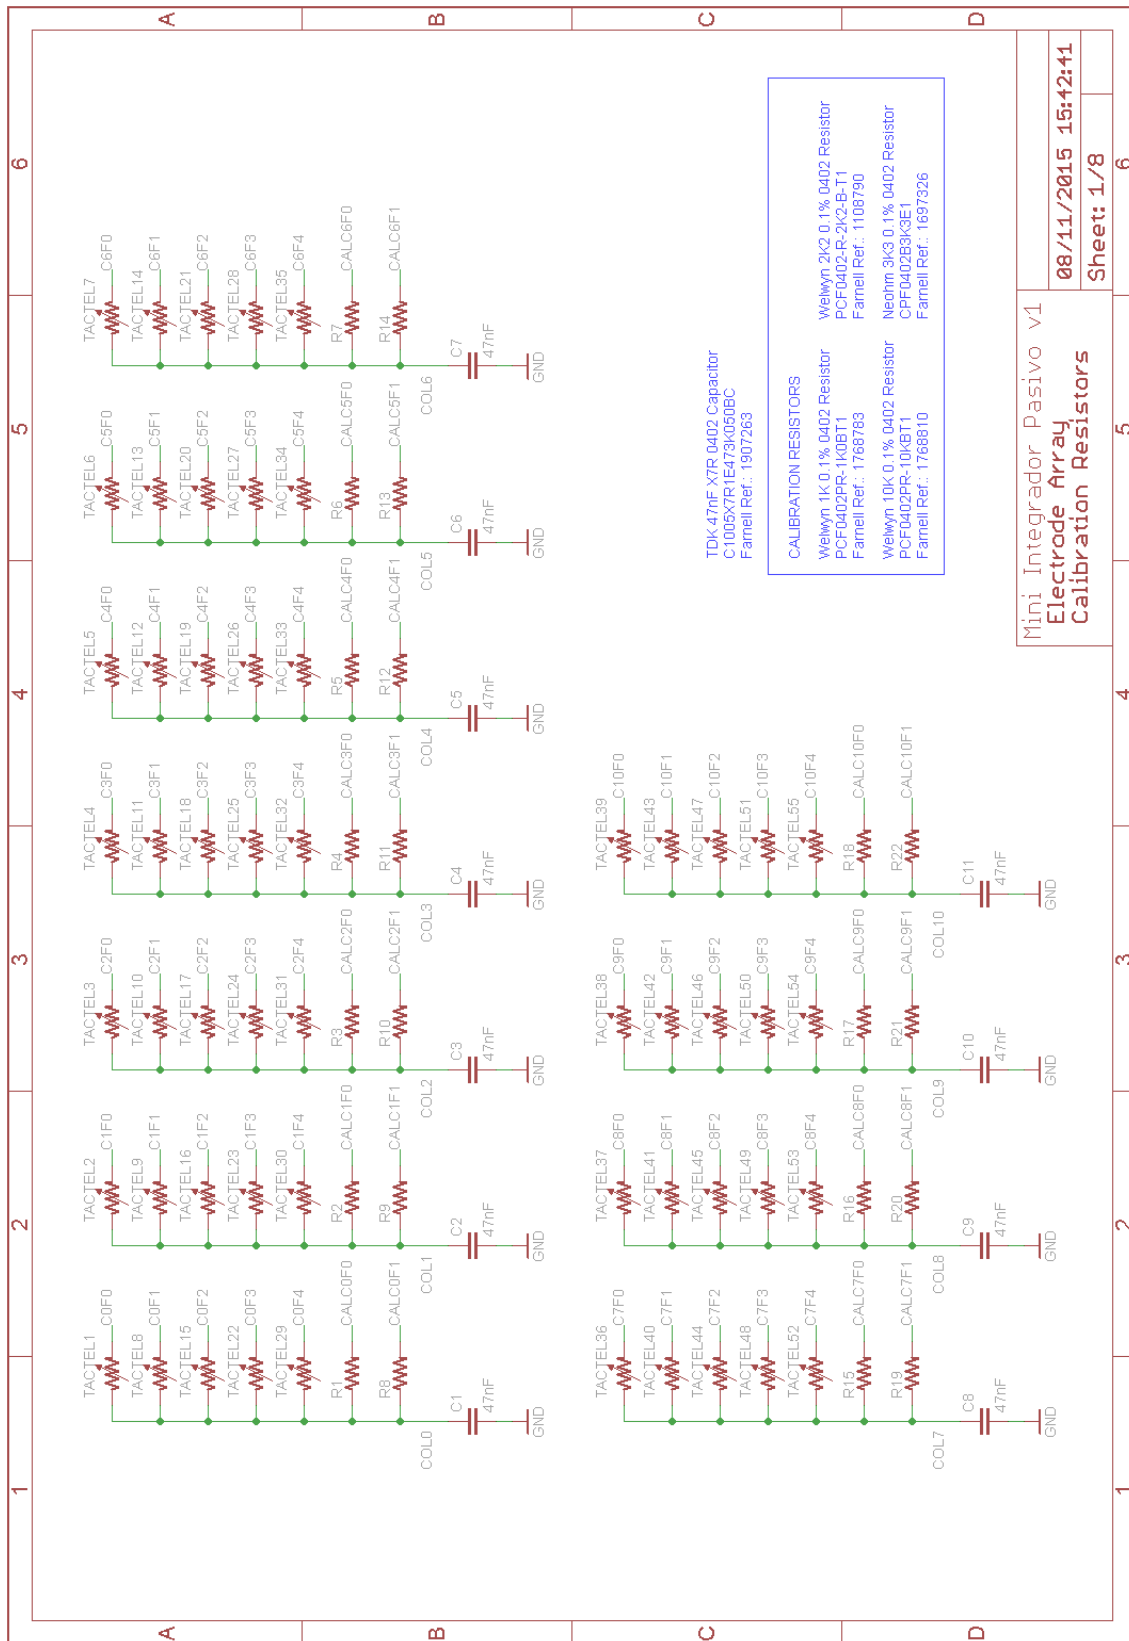 1
2
3
4
5
6
A
B
C
D
TACTEL1
C0F0
TACTEL8
C0F1
TACTEL15
C0F2
TACTEL22
C0F3
TACTEL29
C0F4
R1
CALC0F0
R8
CALC0F1
COL0
C1
47nF
GND
TACTEL2
C1F0
TACTEL9
C1F1
TACTEL16
C1F2
TACTEL23
C1F3
TACTEL30
C1F4
R2
CALC1F0
R9
CALC1F1
COL1
C2
47nF
GND
TACTEL3
C2F0
TACTEL10
C2F1
TACTEL17
C2F2
TACTEL24
C2F3
TACTEL31
C2F4
R3
CALC2F0
R10
CALC2F1
COL2
C3
47nF
GND
TACTEL4
C3F0
TACTEL11
C3F1
TACTEL18
C3F2
TACTEL25
C3F3
TACTEL32
C3F4
R4
CALC3F0
R11
CALC3F1
COL3
C4
47nF
GND
TACTEL5
C4F0
TACTEL12
C4F1
TACTEL19
C4F2
TACTEL26
C4F3
TACTEL33
C4F4
R5
CALC4F0
R12
CALC4F1
COL4
C5
47nF
GND
TACTEL6
C5F0
TACTEL13
C5F1
TACTEL20
C5F2
TACTEL27
C5F3
TACTEL34
C5F4
R6
CALC5F0
R13
CALC5F1
COL5
C6
47nF
GND
TACTEL7
C6F0
TACTEL14
C6F1
TACTEL21
C6F2
TACTEL28
C6F3
TACTEL35
C6F4
R7
CALC6F0
R14
CALC6F1
COL6
C7
47nF
GND
TACTEL36
C7F0
TACTEL40
C7F1
TACTEL44
C7F2
TACTEL48
C7F3
TACTEL52
C7F4
R15
CALC7F0
R19
CALC7F1
COL7
C8
47nF
GND
TACTEL37
C8F0
TACTEL41
C8F1
TACTEL45
C8F2
TACTEL49
C8F3
TACTEL53
C8F4
R16
CALC8F0
R20
CALC8F1
COL8
C9
47nF
GND
TACTEL38
C9F0
TACTEL42
C9F1
TACTEL46
C9F2
TACTEL50
C9F3
TACTEL54
C9F4
R17
CALC9F0
R21
CALC9F1
COL9
C10
47nF
GND
TACTEL39
C10F0
TACTEL43
C10F1
TACTEL47
C10F2
TACTEL51
C10F3
TACTEL55
C10F4
R18
CALC10F0
R22
CALC10F1
COL10
C11
47nF
GND
TDK 47nF X7R 0402 Capacitor
C1005X7R1E473K050BC
Farnell Ref.: 1907263
CALIBRATION RESISTORS
Welwyn 1K 0.1% 0402 Resistor
PCF0402PR-1K0BT1
Farnell Ref.: 1768783
Welwyn 2K2 0.1% 0402 Resistor
PCF0402-R-2K2-B-T1
Farnell Ref.: 1108790
Welwyn 10K 0.1% 0402 Resistor
PCF0402PR-10KBT1
Farnell Ref.: 1768810
Neohm 3K3 0.1% 0402 Resistor
CPF0402B3K3E1
Farnell Ref.: 1697326
Mini Integrador Pasivo v1
Electrode Array
Calibration Resistors
08/11/2015 15:42:41
Sheet: 1/8
A
B
C
D
1
2
3
4
5
6